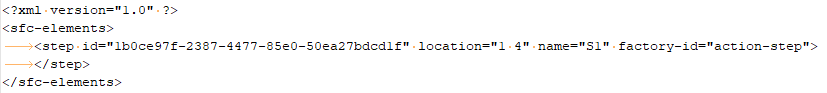 <?xml version="1.0" ?>
<sfc-elements>
	<step id="1b0ce97f-2387-4477-85e0-50ea27bdcd1f" location="1 4" name="S1" factory-id="action-step">
	</step>
</sfc-elements>